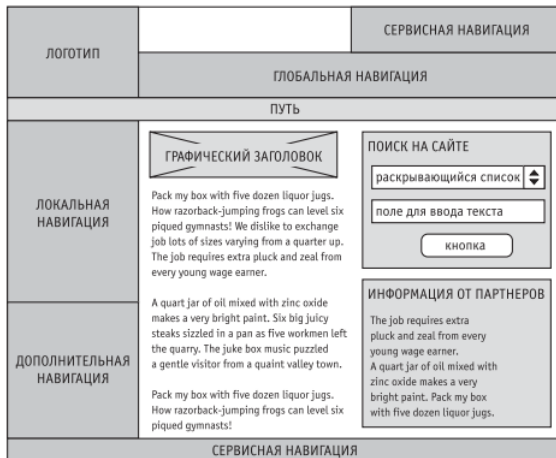 ЛОГОТИП
СЕРВИСНАЯ НАВИГАЦИЯ
ГЛОБАЛЬНАЯ НАВИГАЦИЯ
ПУТЬ
ЛОКАЛЬНАЯ
НАВИГАЦИЯ
ДОПОЛНИТЕЛЬНАЯ
НАВИГАЦИЯ
ГРАФИЧЕСКИЙ ЗАГОЛОВОК
Pack my box with five dozen liquor jugs.
How razorback-jumping frogs can level six
piqued gymnasts! We dislike to exchange
job lots of sizes varying from a quarter up.
The job requires extra pluck and zeal from
every young wage earner.
A quart jar of oil mixed with zinc oxide
makes a very bright paint. Six big juicy
steaks sizzled in a pan as five workmen left
the quarry. The juke box music puzzled
a gentle visitor from a quaint valley town.
Pack my box with five dozen liquor jugs.
How razorback-jumping frogs can level six
piqued gymnasts!
ПОИСК НА САЙТЕ
раскрывающийся список
поле для ввода текста
кнопка
ИНФОРМАЦИЯ ОТ ПАРТНЕРОВ
The job requires extra
pluck and zeal from every
young wage earner.
A quart jar of oil mixed with
zinc oxide makes a very
bright paint. Pack my box
with five dozen liquor jugs.
СЕРВИСНАЯ НАВИГАЦИЯ